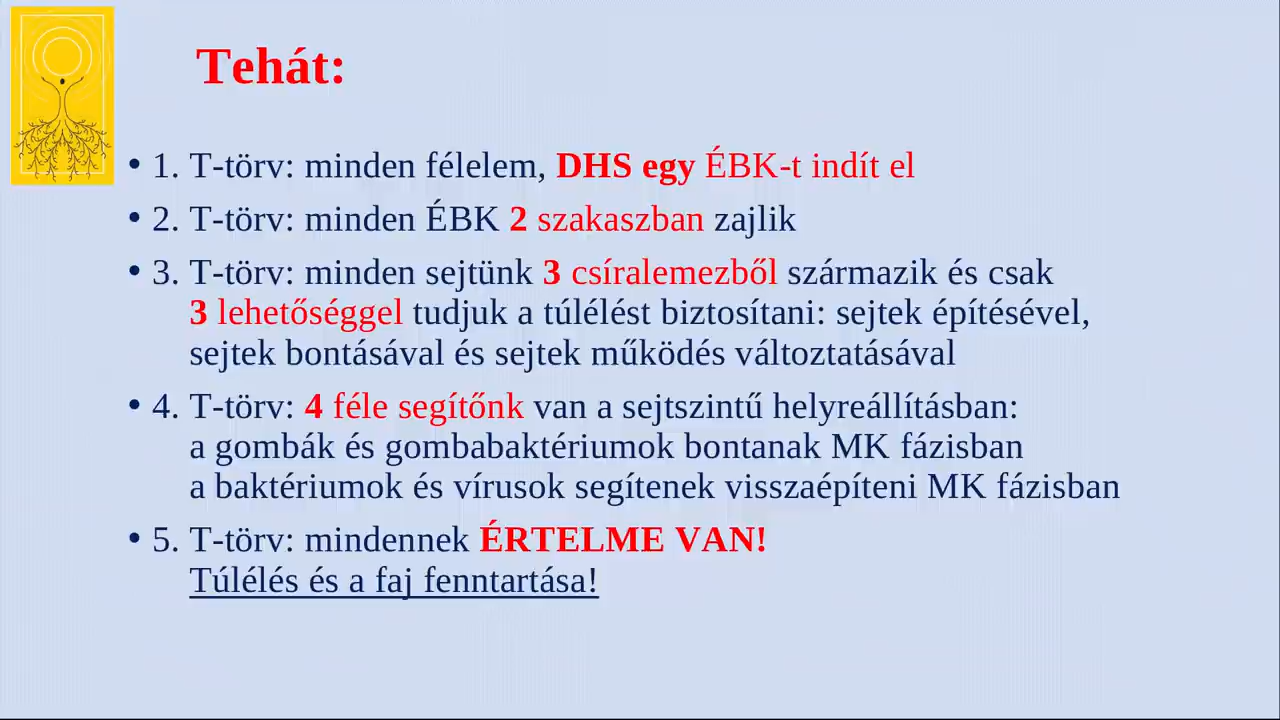 Tehát:
• 1. T-törv: minden félelem, DHS egy ÉBK-t indít el
• 2. T-törv: minden ÉBK 2 szakaszban zajlik
• 3. T-törv: minden sejtünk 3 csíralemezből származik és csak
3 lehetőséggel tudjuk a túlélést biztosítani: sejtek építésével,
sejtek bontásával és sejtek működés változtatásával
• 4. T-törv: 4 féle segítőnk van a sejtszintű helyreállításban:
a gombák és gombabaktériumok bontanak MK fázisban
a baktériumok és vírusok segítenek visszaépíteni MK fázisban
• 5. T-törv: mindennek ÉRTELME VAN!
Túlélés és a faj fenntartása!